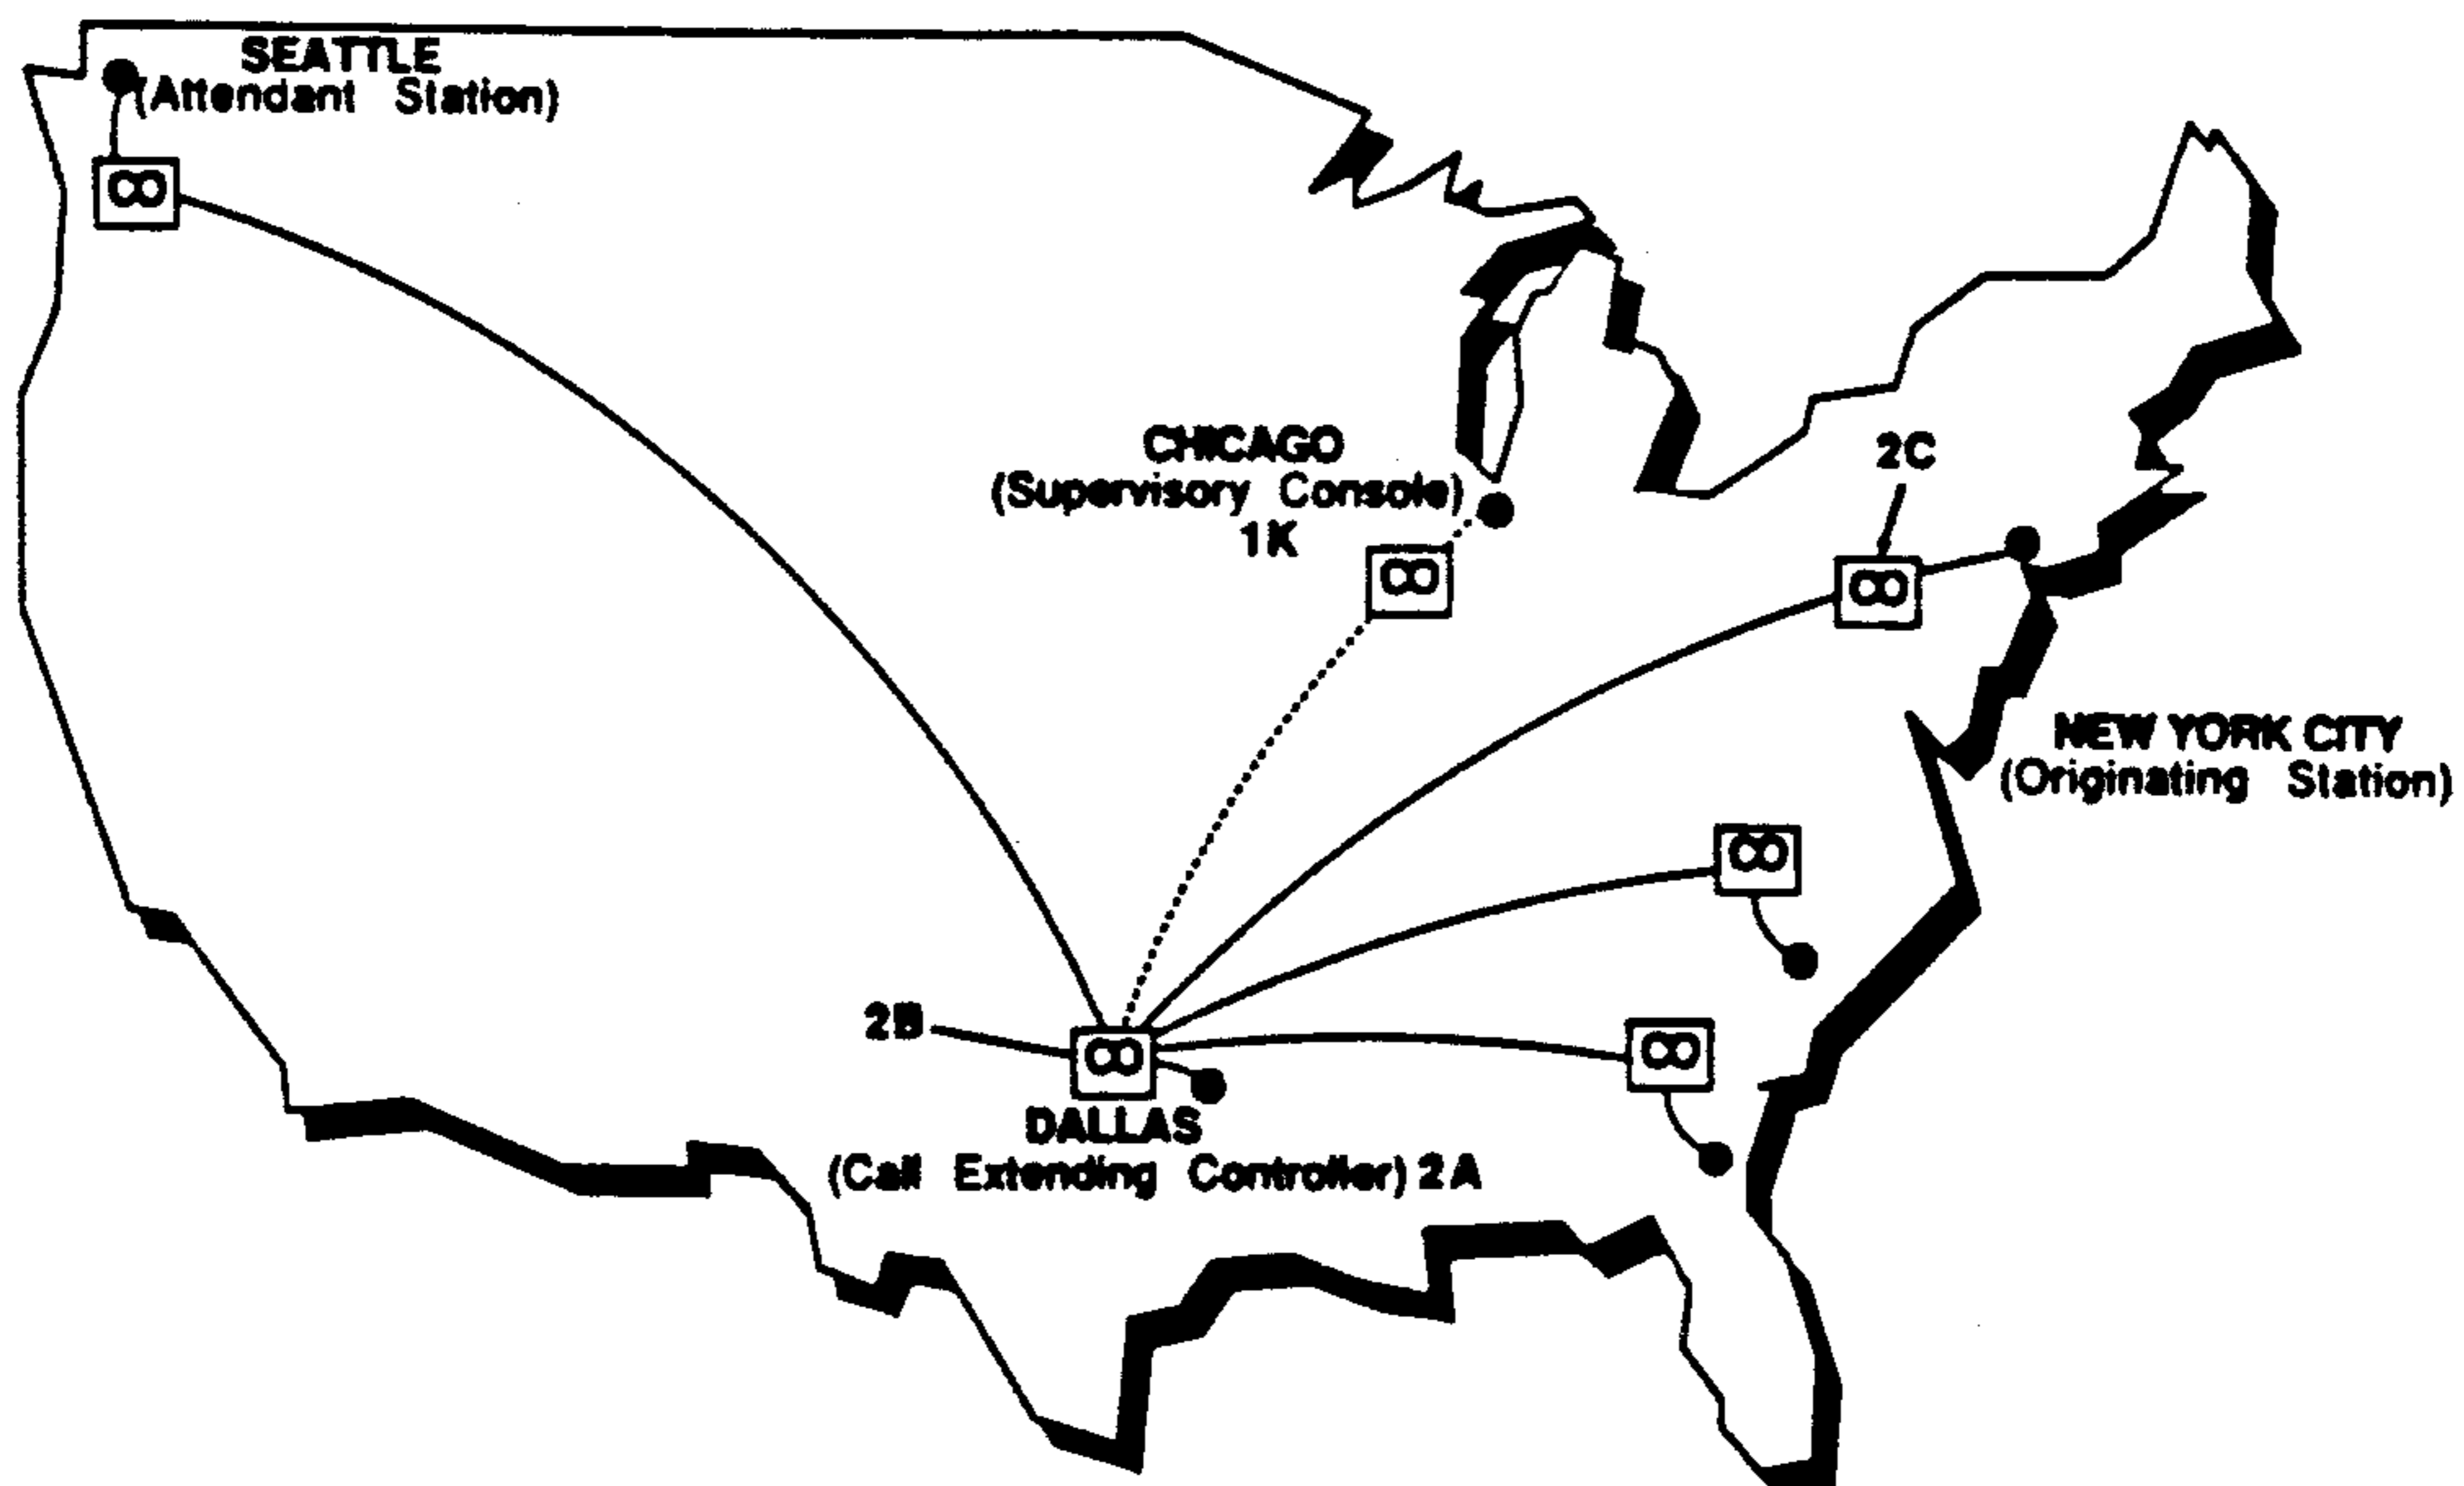 SEATTLE
(Attendant Station)
CHICAGO
(Supervisory Console)
1K
2C
NEW YORK CITY
(Originating Station)
2B
DALLAS
(Call Extending Controller) 2A